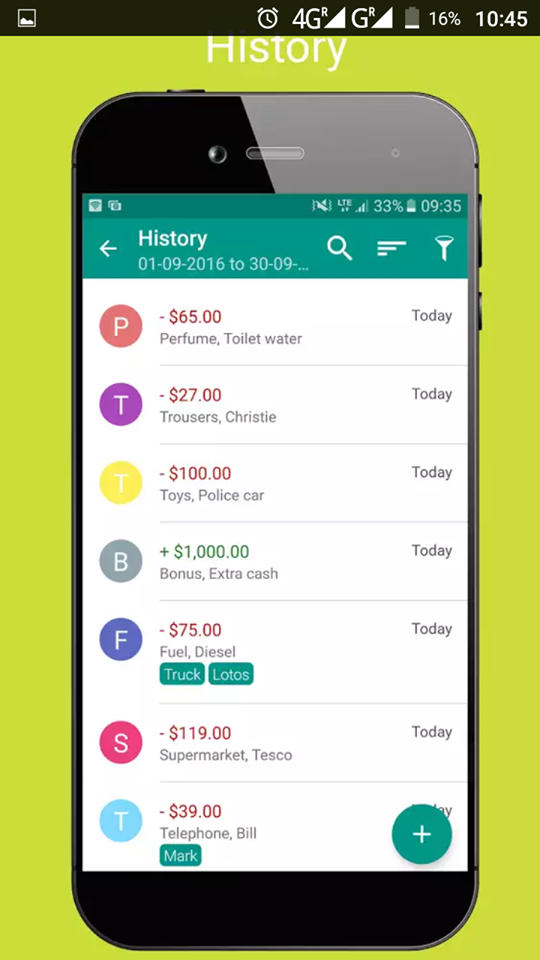 4G R G R 16% 10:45
History
LTE 33% 09:35
History
01-09-2016 to 30-09-...
P - $65.00 Today
Perfume, Toilet water
T - $27.00 Today
Trousers, Christie
T - $100.00 Today
Toys, Police car
B + $1,000.00 Today
Bonus, Extra cash
F - $75.00 Today
Fuel, Diesel
Truck Lotos
S - $119.00 Today
Supermarket, Tesco
T - $39.00 Today
Telephone, Bill
+
Mark